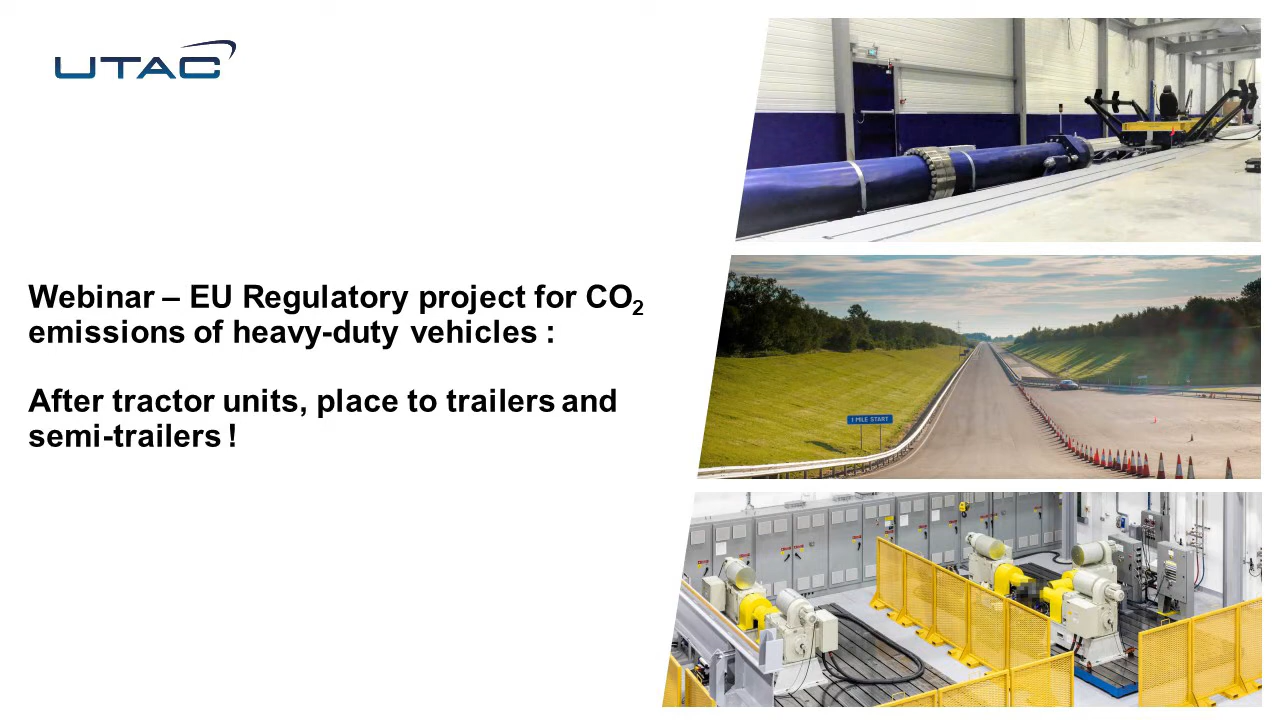 UTAC
Webinar – EU Regulatory project for CO₂
emissions of heavy-duty vehicles :
After tractor units, place to trailers and
semi-trailers !
1 MILE START